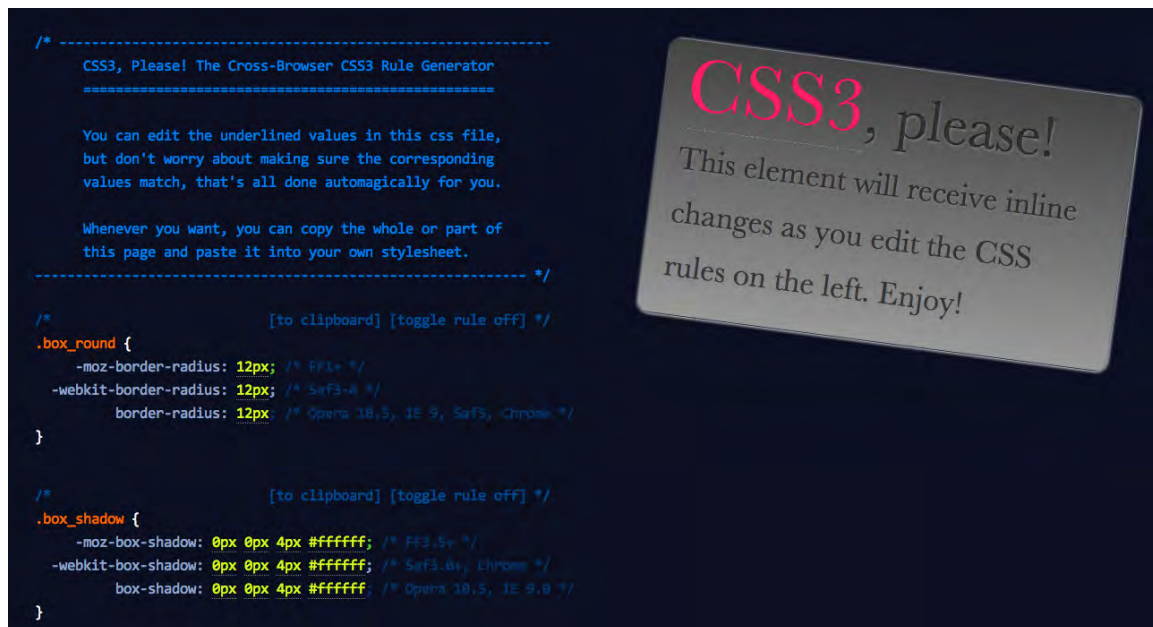 /* -------------------------------------------------------------
CSS3, Please! The Cross-Browser CSS3 Rule Generator
===================================================
You can edit the underlined values in this css file,
but don't worry about making sure the corresponding
values match, that's all done automagically for you.
Whenever you want, you can copy the whole or part of
this page and paste it into your own stylesheet.
------------------------------------------------------------- */
/* [to clipboard] [toggle rule off] */
.box_round {
-moz-border-radius: 12px; /* FF1+ */
-webkit-border-radius: 12px; /* Saf3-4 */
border-radius: 12px; /* Opera 10.5, IE 9, Saf5, Chrome */
}
/* [to clipboard] [toggle rule off] */
.box_shadow {
-moz-box-shadow: 0px 0px 4px #ffffff; /* FF3.5+ */
-webkit-box-shadow: 0px 0px 4px #ffffff; /* Saf3.0+, Chrome */
box-shadow: 0px 0px 4px #ffffff; /* Opera 10.5, IE 9.0 */
}
CSS3, please!
This element will receive inline
changes as you edit the CSS
rules on the left. Enjoy!